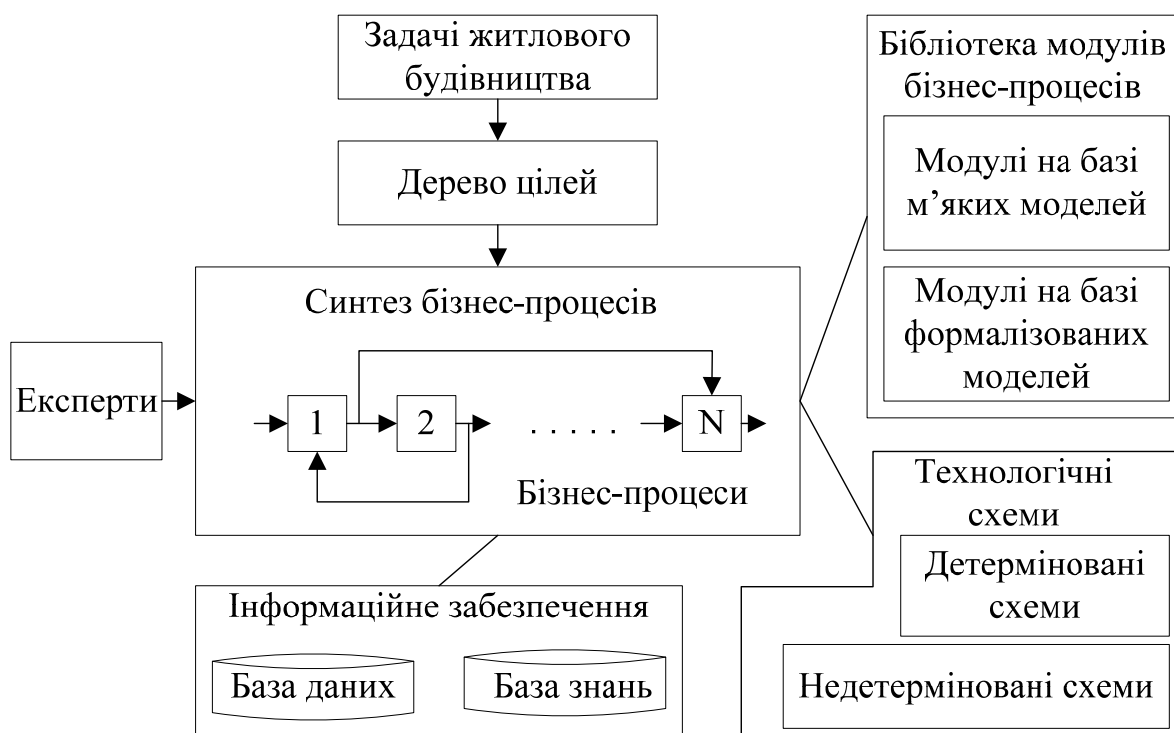 Задачі житлового
будівництва
Дерево цілей
Синтез бізнес-процесів
Експерти
1
2
. . . . .
N
Бізнес-процеси
Інформаційне забезпечення
База даних
База знань
Бібліотека модулів
бізнес-процесів
Модулі на базі
м’яких моделей
Модулі на базі
формалізованих
моделей
Технологічні
схеми
Детерміновані
схеми
Недетерміновані схеми